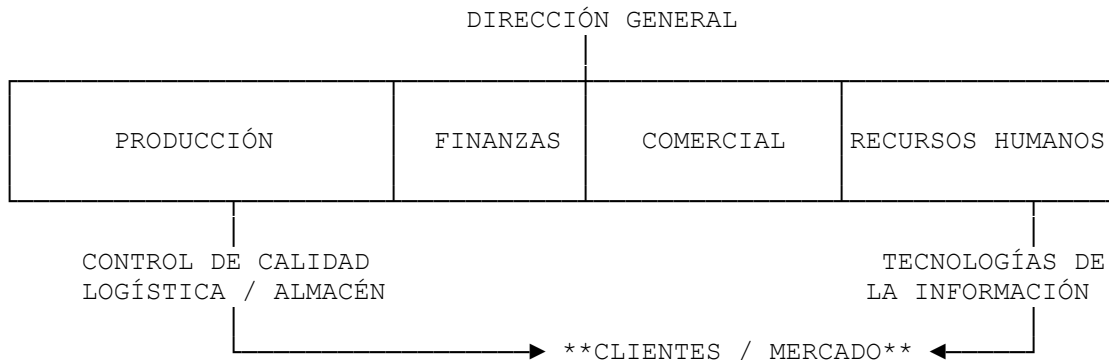 DIRECCIÓN GENERAL
PRODUCCIÓN FINANZAS COMERCIAL RECURSOS HUMANOS
CONTROL DE CALIDAD TECNOLOGÍAS DE
LOGÍSTICA / ALMACÉN LA INFORMACIÓN
**CLIENTES / MERCADO**